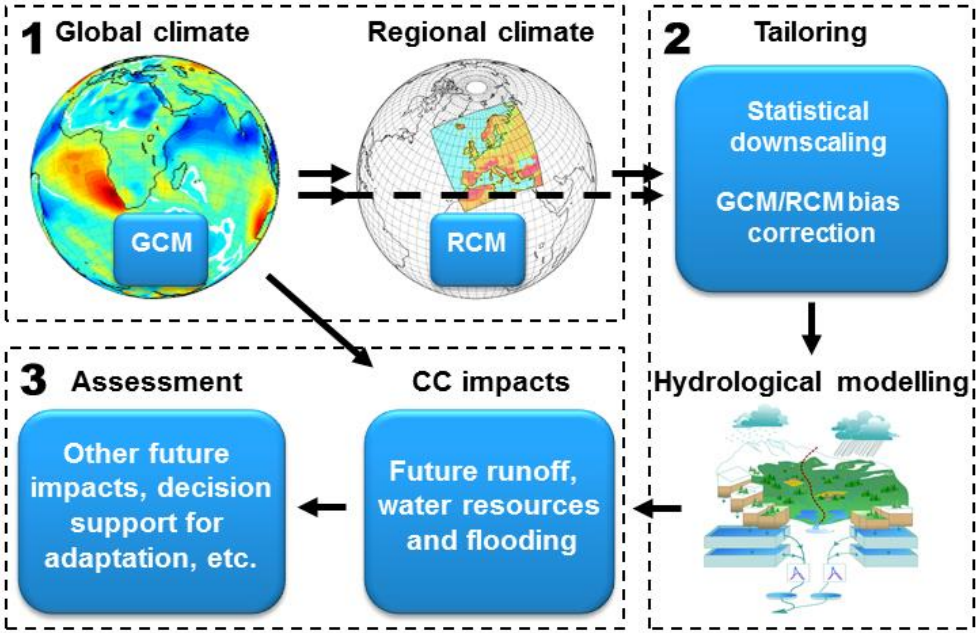 1
Global climate
Regional climate
GCM
RCM
2
Tailoring
Statistical
downscaling
GCM/RCM bias
correction
Hydrological modelling
3
Assessment
CC impacts
Other future
impacts, decision
support for
adaptation, etc.
Future runoff,
water resources
and flooding